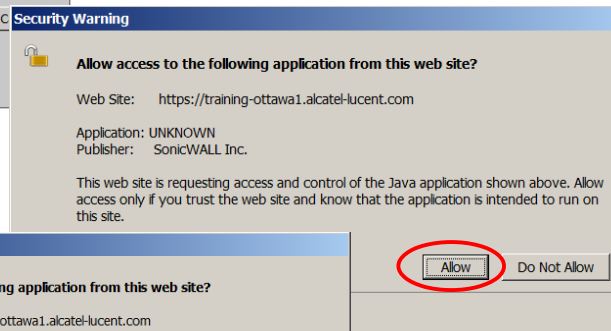 Security Warning
Allow access to the following application from this web site?
Web Site: https://training-ottawa1.alcatel-lucent.com
Application: UNKNOWN
Publisher: SonicWALL Inc.
This web site is requesting access and control of the Java application shown above. Allow
access only if you trust the web site and know that the application is intended to run on
this site.
Allow Do Not Allow
application from this web site?
ottawa1.alcatel-lucent.com